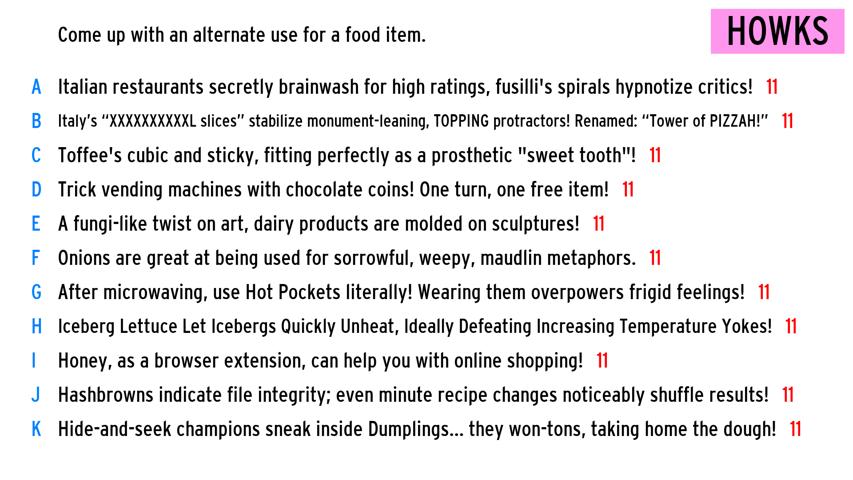 Come up with an alternate use for a food item.
HOWKS
A Italian restaurants secretly brainwash for high ratings, fusilli's spirals hypnotize critics! 11
B Italy’s “XXXXXXXXXXL slices” stabilize monument-leaning, TOPPING protractors! Renamed: “Tower of PIZZAH!” 11
C Toffee's cubic and sticky, fitting perfectly as a prosthetic "sweet tooth"! 11
D Trick vending machines with chocolate coins! One turn, one free item! 11
E A fungi-like twist on art, dairy products are molded on sculptures! 11
F Onions are great at being used for sorrowful, weepy, maudlin metaphors. 11
G After microwaving, use Hot Pockets literally! Wearing them overpowers frigid feelings! 11
H Iceberg Lettuce Let Icebergs Quickly Unheat, Ideally Defeating Increasing Temperature Yokes! 11
I Honey, as a browser extension, can help you with online shopping! 11
J Hashbrowns indicate file integrity; even minute recipe changes noticeably shuffle results! 11
K Hide-and-seek champions sneak inside Dumplings... they won-tons, taking home the dough! 11